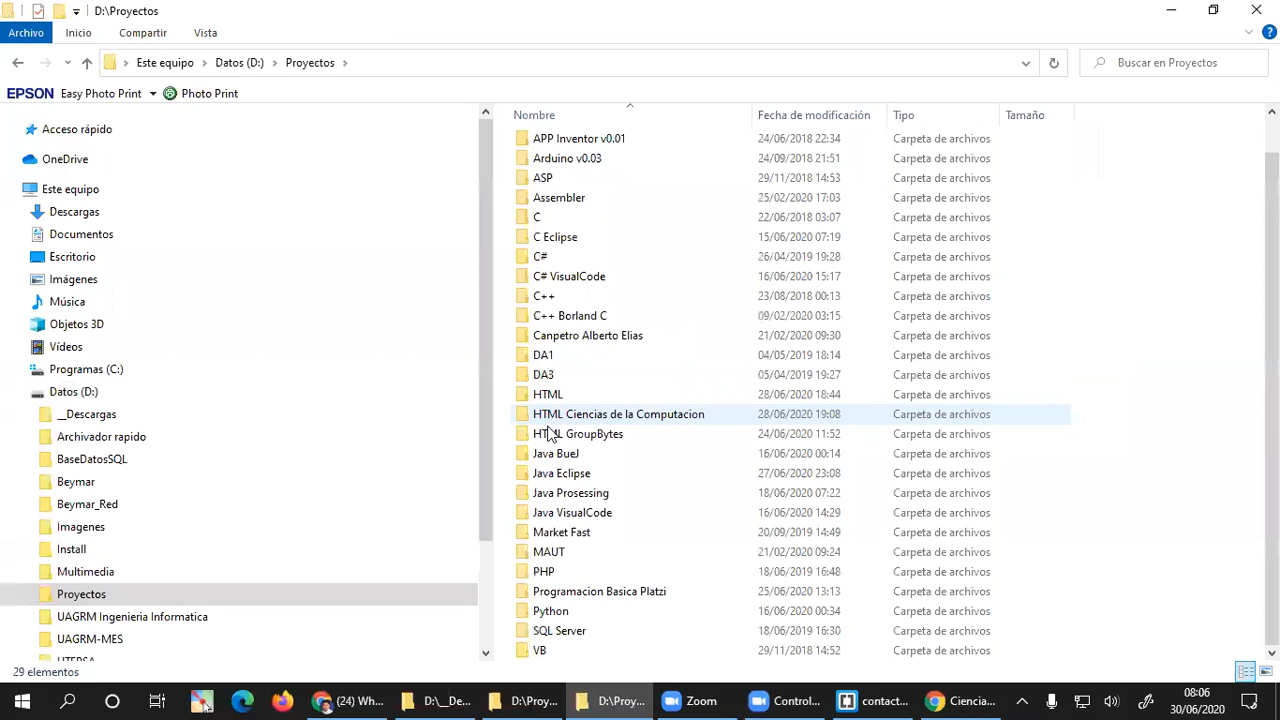 D:\Proyectos
Archivo Inicio Compartir Vista
Este equipo Datos (D:) Proyectos Buscar en Proyectos
EPSON Easy Photo Print Photo Print
Acceso rápido
OneDrive
Este equipo
Descargas
Documentos
Escritorio
Imágenes
Música
Objetos 3D
Vídeos
Programas (C:)
Datos (D:)
__Descargas
Archivador rapido
BaseDatosSQL
Beymar
Beymar_Red
Imagenes
Install
Multimedia
Proyectos
UAGRM Ingenieria Informatica
UAGRM-MES
Nombre Fecha de modificación Tipo Tamaño
APP Inventor v0.01 24/06/2018 22:34 Carpeta de archivos
Arduino v0.03 24/09/2018 21:51 Carpeta de archivos
ASP 29/11/2018 14:53 Carpeta de archivos
Assembler 25/02/2020 17:03 Carpeta de archivos
C 22/06/2018 03:07 Carpeta de archivos
C Eclipse 15/06/2020 07:19 Carpeta de archivos
C# 26/04/2019 19:28 Carpeta de archivos
C# VisualCode 16/06/2020 15:17 Carpeta de archivos
C++ 23/08/2018 00:13 Carpeta de archivos
C++ Borland C 09/02/2020 03:15 Carpeta de archivos
Canpetro Alberto Elias 21/02/2020 09:30 Carpeta de archivos
DA1 04/05/2019 18:14 Carpeta de archivos
DA3 05/04/2019 19:27 Carpeta de archivos
HTML 28/06/2020 18:44 Carpeta de archivos
HTML Ciencias de la Computacion 28/06/2020 19:08 Carpeta de archivos
HTML GroupBytes 24/06/2020 11:52 Carpeta de archivos
Java BueJ 16/06/2020 00:14 Carpeta de archivos
Java Eclipse 27/06/2020 23:08 Carpeta de archivos
Java Prosessing 18/06/2020 07:22 Carpeta de archivos
Java VisualCode 16/06/2020 14:29 Carpeta de archivos
Market Fast 20/09/2019 14:49 Carpeta de archivos
MAUT 21/02/2020 09:24 Carpeta de archivos
PHP 18/06/2019 16:48 Carpeta de archivos
Programacion Basica Platzi 25/06/2020 13:13 Carpeta de archivos
Python 16/06/2020 00:34 Carpeta de archivos
SQL Server 18/06/2019 16:30 Carpeta de archivos
VB 29/11/2018 14:52 Carpeta de archivos
29 elementos
(24) Wh... D:\__De... D:\Proy... D:\Proy... Zoom Control... contact... Ciencia...
08:06
30/06/2020